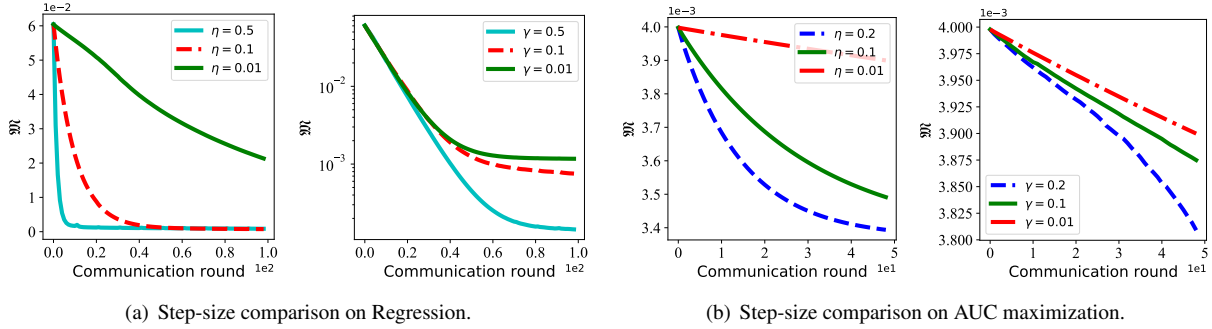 1e−2
6
5
4
3
2
1
0
𝔐
η = 0.5
η = 0.1
η = 0.01
0.0 0.2 0.4 0.6 0.8 1.0
Communication round 1e2
10⁻²
10⁻³
𝔐
γ = 0.5
γ = 0.1
γ = 0.01
0.0 0.2 0.4 0.6 0.8 1.0
Communication round 1e2
(a) Step-size comparison on Regression.
1e−3
4.0
3.9
3.8
3.7
3.6
3.5
3.4
𝔐
η = 0.2
η = 0.1
η = 0.01
0 1 2 3 4 5
Communication round 1e1
1e−3
4.000
3.975
3.950
3.925
3.900
3.875
3.850
3.825
3.800
𝔐
γ = 0.2
γ = 0.1
γ = 0.01
0 1 2 3 4 5
Communication round 1e1
(b) Step-size comparison on AUC maximization.